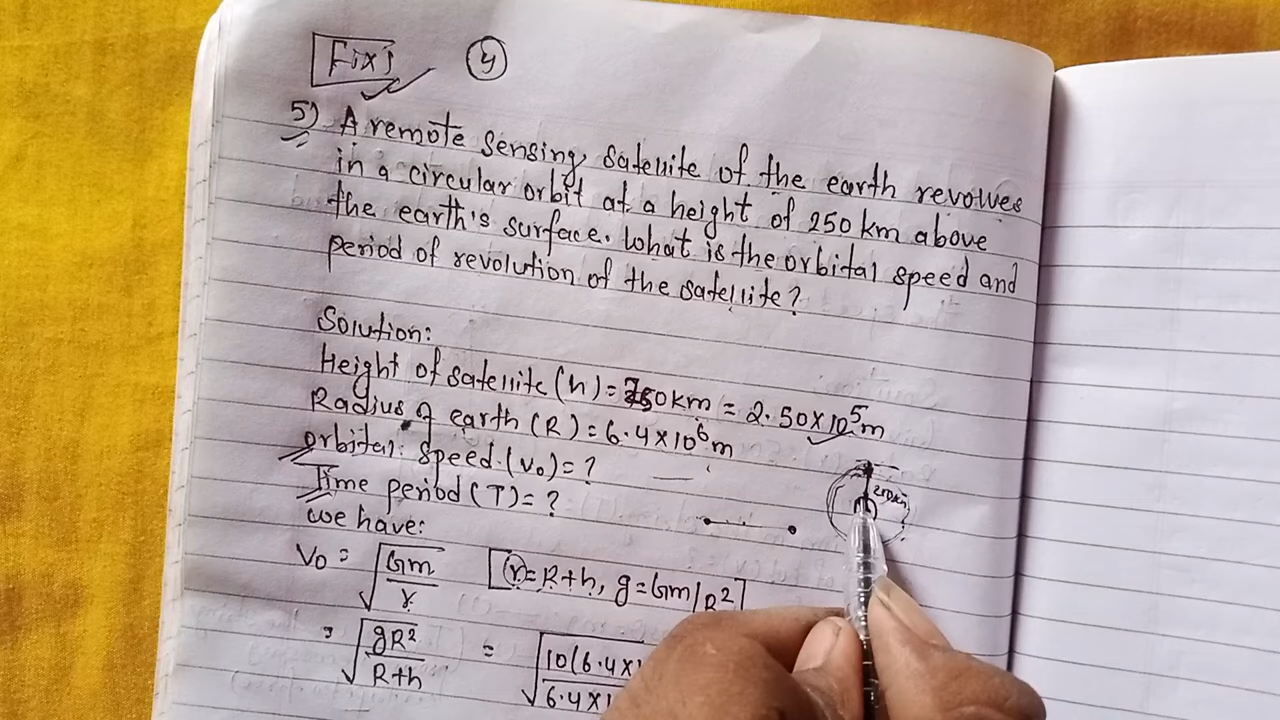 Fix 4
5) A remote sensing satellite of the earth revolves
in a circular orbit at a height of 250 km above
the earth's surface. What is the orbital speed and
period of revolution of the satellite?
Solution:
Height of satellite (h) = 250 km = 2.50×10⁵ m
Radius of earth (R) = 6.4×10⁶ m
orbital speed (v₀) = ?
Time period (T) = ?
250km
we have:
V₀ = √(Gm/r) [r = R+h, g = Gm/R²]
= √(gR²/R+h) = √(10(6.4×1 / 6.4×1